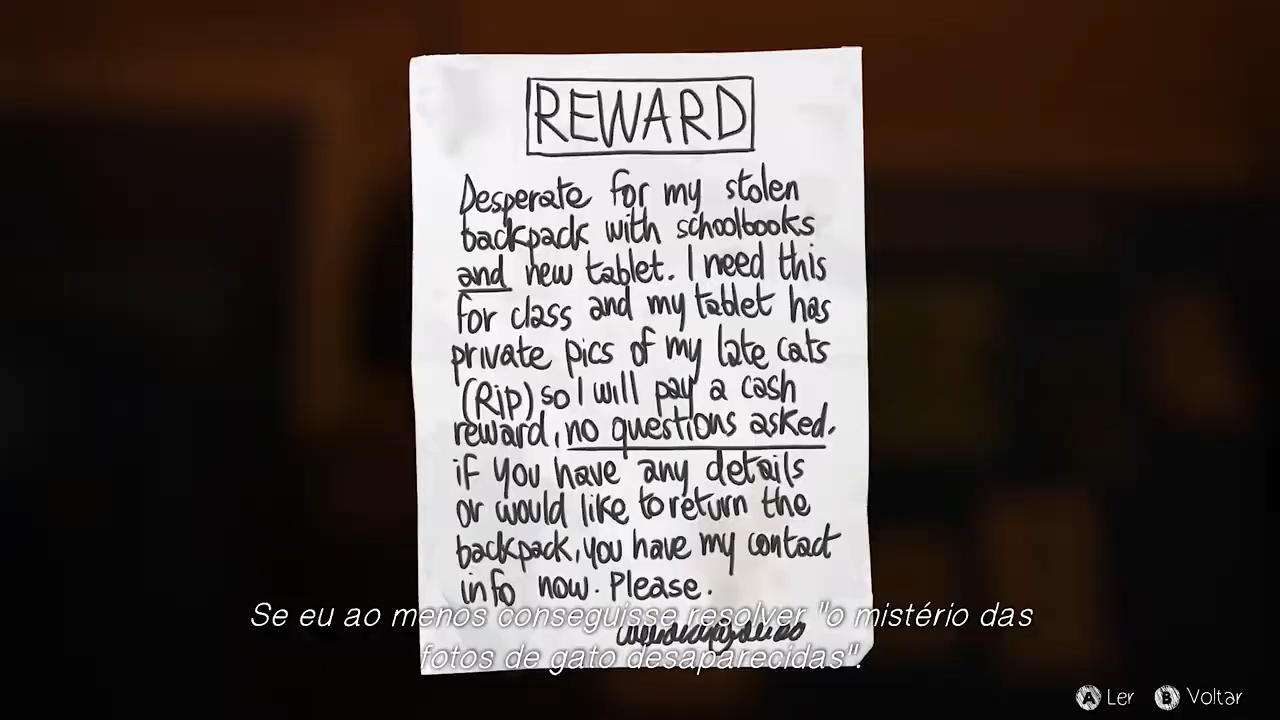 REWARD
Desperate for my stolen
backpack with schoolbooks
and new tablet. I need this
for class and my tablet has
private pics of my late cats
(RiP) so I will pay a cash
reward, no questions asked.
if you have any details
or would like to return the
backpack, you have my contact
info now. Please.
Se eu ao menos conseguisse resolver "o mistério das
fotos de gato desaparecidas".
A Ler B Voltar